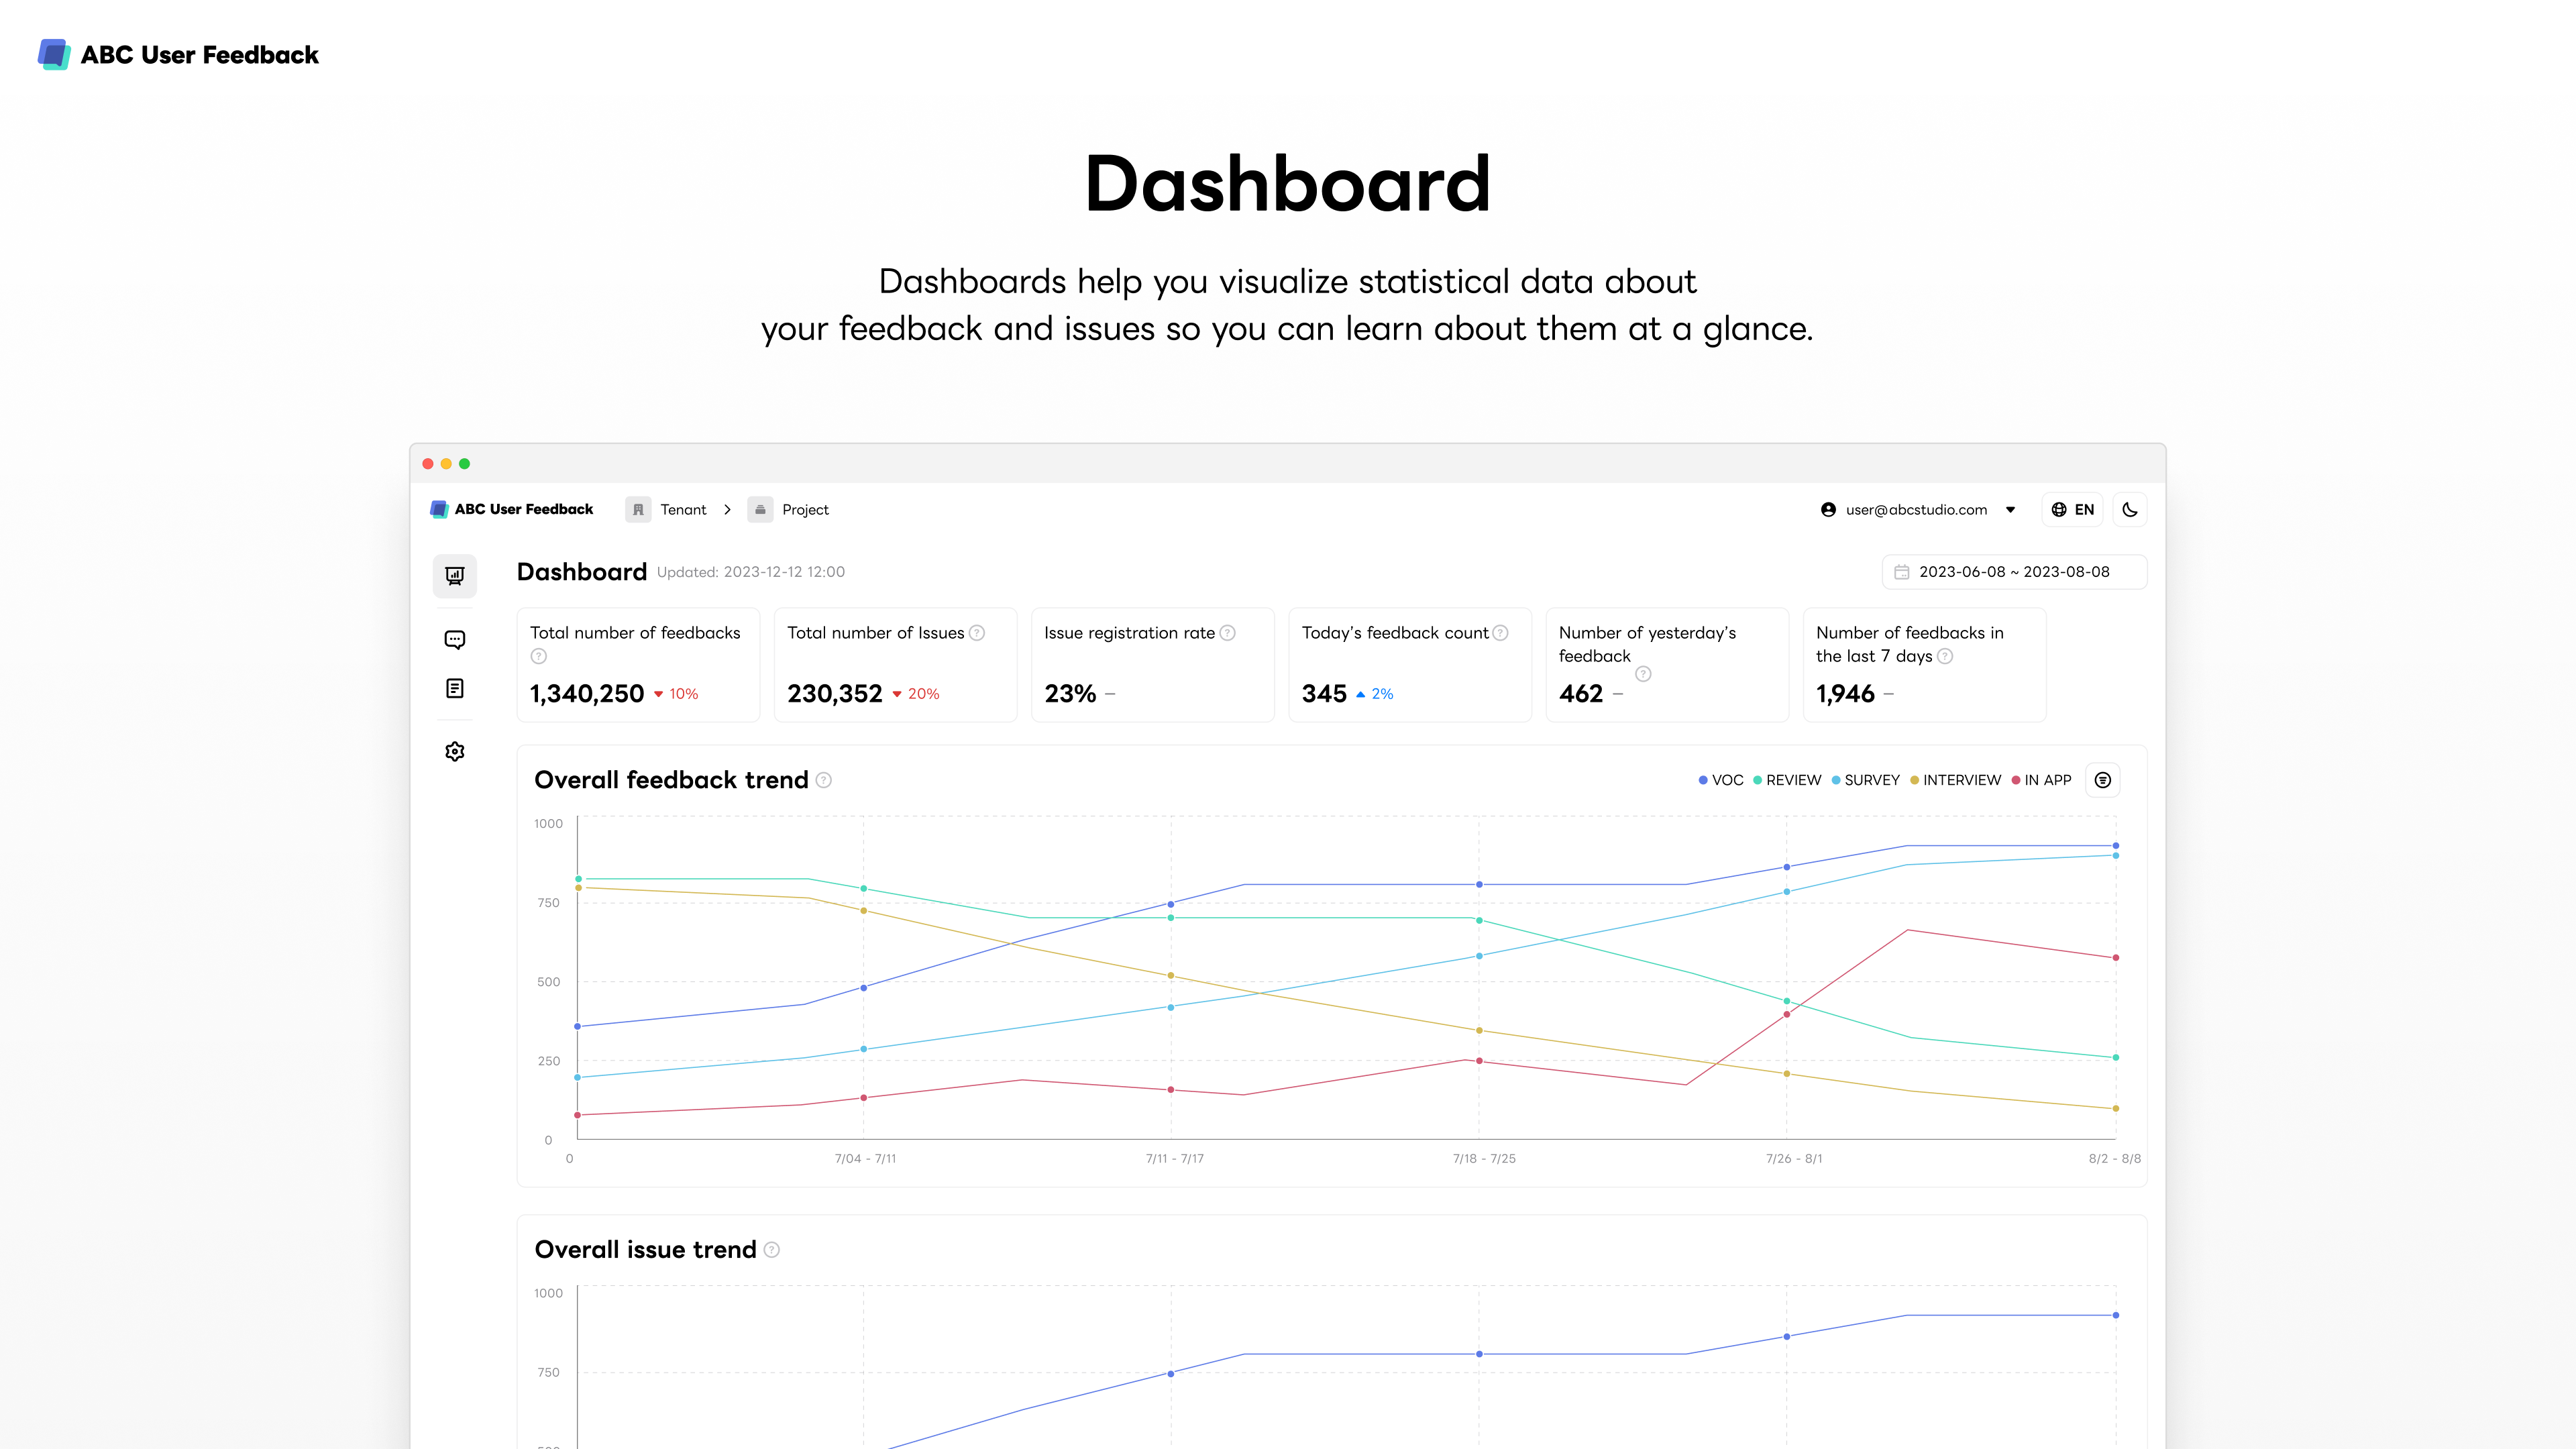 ABC User Feedback
Dashboard
Dashboards help you visualize statistical data about
your feedback and issues so you can learn about them at a glance.
ABC User Feedback
Tenant
Project
user@abcstudio.com
EN
Dashboard
Updated: 2023-12-12 12:00
2023-06-08 ~ 2023-08-08
Total number of feedbacks
?
1,340,250
10%
Total number of Issues ?
230,352
20%
Issue registration rate ?
23% –
Today's feedback count ?
345
2%
Number of yesterday's
feedback
?
462 –
Number of feedbacks in
the last 7 days ?
1,946 –
Overall feedback trend ?
VOC
REVIEW
SURVEY
INTERVIEW
IN APP
1000
750
500
250
0
0
7/04 - 7/11
7/11 - 7/17
7/18 - 7/25
7/26 - 8/1
8/2 - 8/8
Overall issue trend ?
1000
750